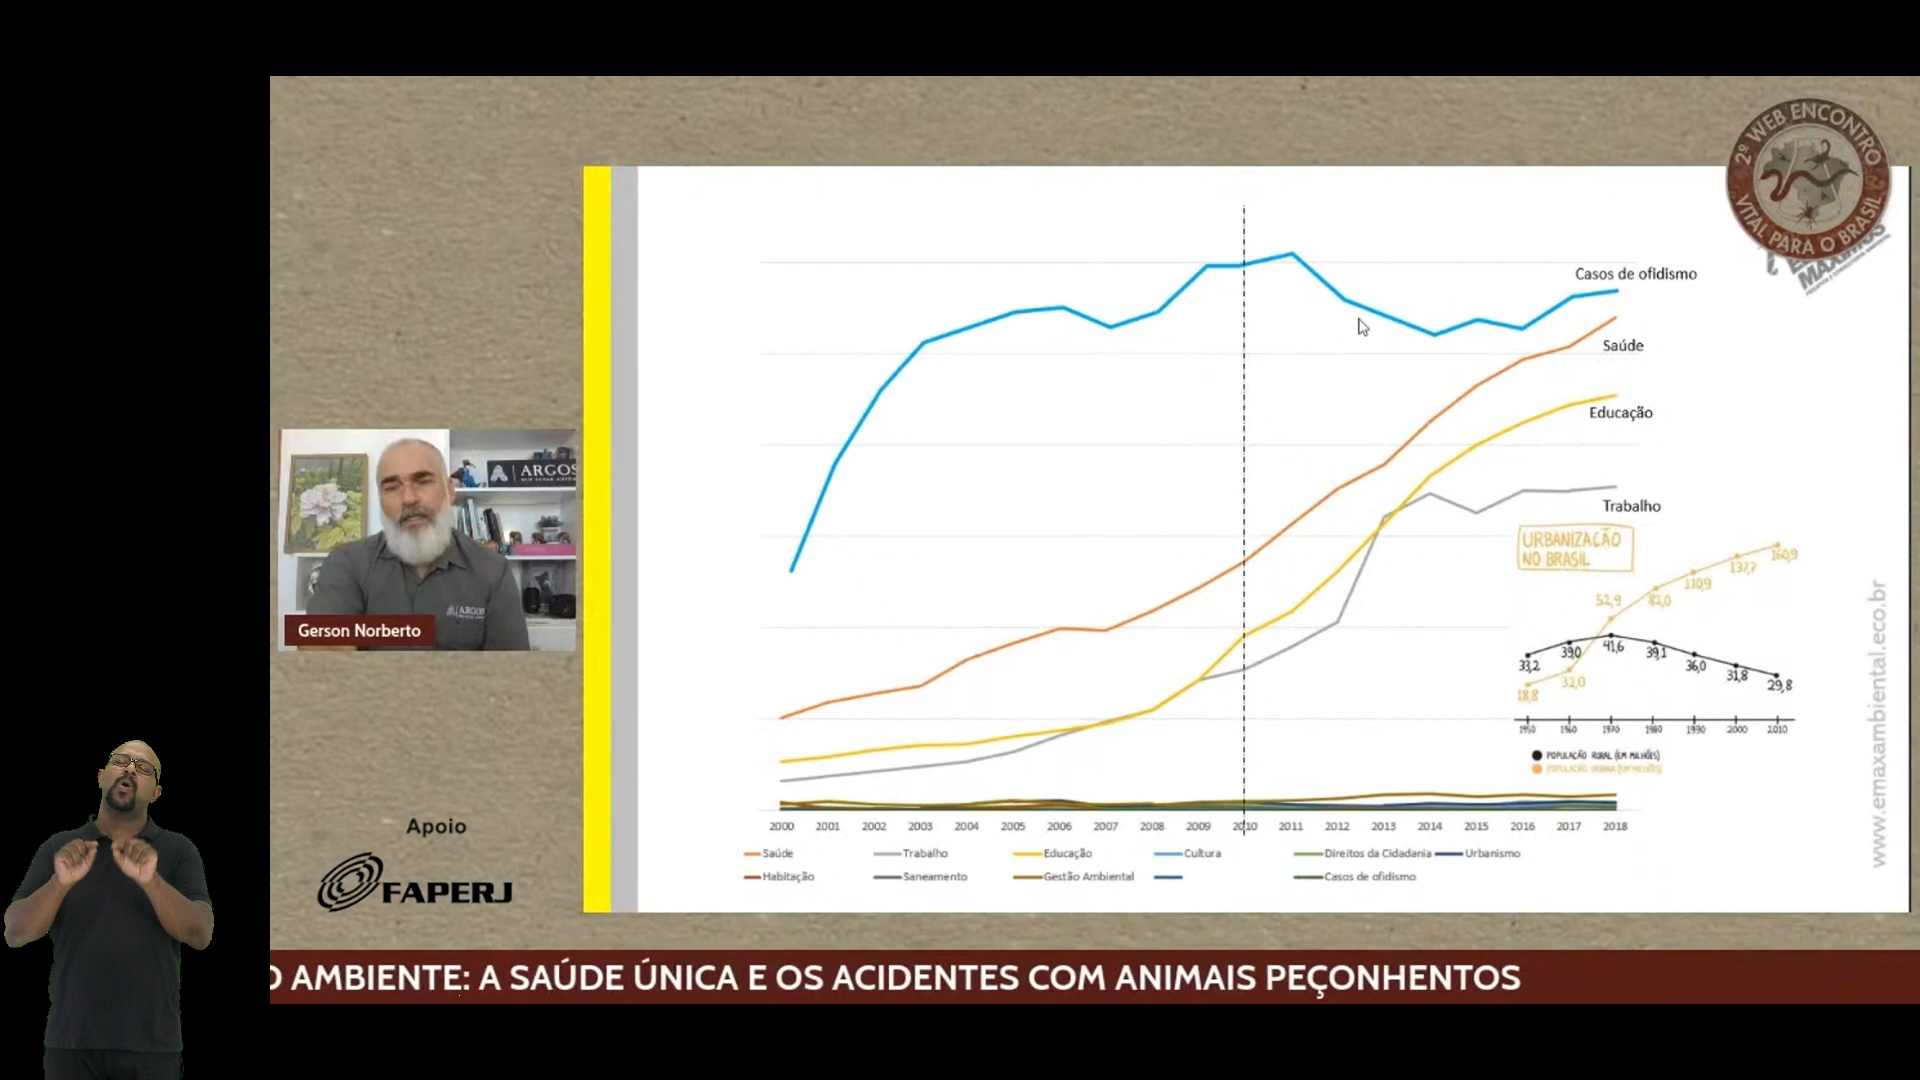 2º WEB ENCONTRO
VITAL PARA O BRASIL
Casos de ofidismo
Saúde
Educação
Trabalho
URBANIZAÇÃO
NO BRASIL
160,9
137,7
110,9
82,0
52,9
32,0
18,8
33,2
39,0
41,6
39,1
36,0
31,8
29,8
1950 1960 1970 1980 1990 2000 2010
POPULAÇÃO RURAL (EM MILHÕES)
POPULAÇÃO URBANA (EM MILHÕES)
2000 2001 2002 2003 2004 2005 2006 2007 2008 2009 2010 2011 2012 2013 2014 2015 2016 2017 2018
Saúde Trabalho Educação Cultura Direitos da Cidadania Urbanismo
Habitação Saneamento Gestão Ambiental Casos de ofidismo
www.emaxambiental.eco.br
ARGOS
ARGOS
Gerson Norberto
Apoio
FAPERJ
O AMBIENTE: A SAÚDE ÚNICA E OS ACIDENTES COM ANIMAIS PEÇONHENTOS